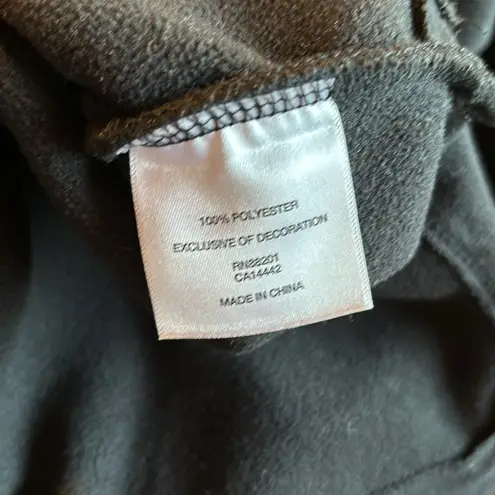 100% POLYESTER
EXCLUSIVE OF DECORATION
RN88201
CA14442
MADE IN CHINA